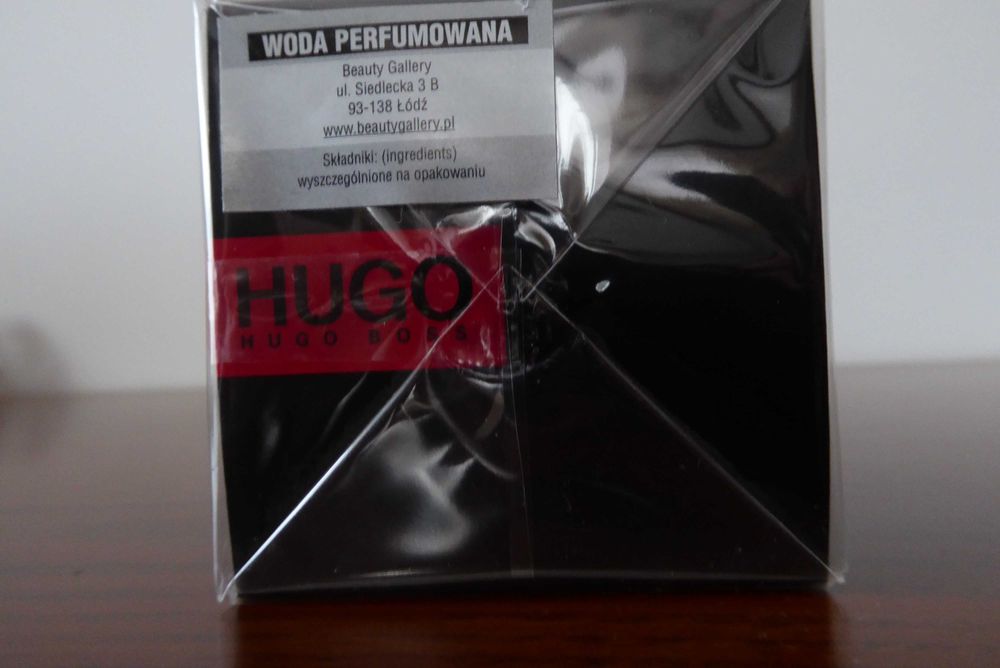 WODA PERFUMOWANA
Beauty Gallery
ul. Siedlecka 3 B
93-138 Łódź
www.beautygallery.pl
Składniki: (ingredients)
wyszczególnione na opakowaniu
HUGO
HUGO BOSS